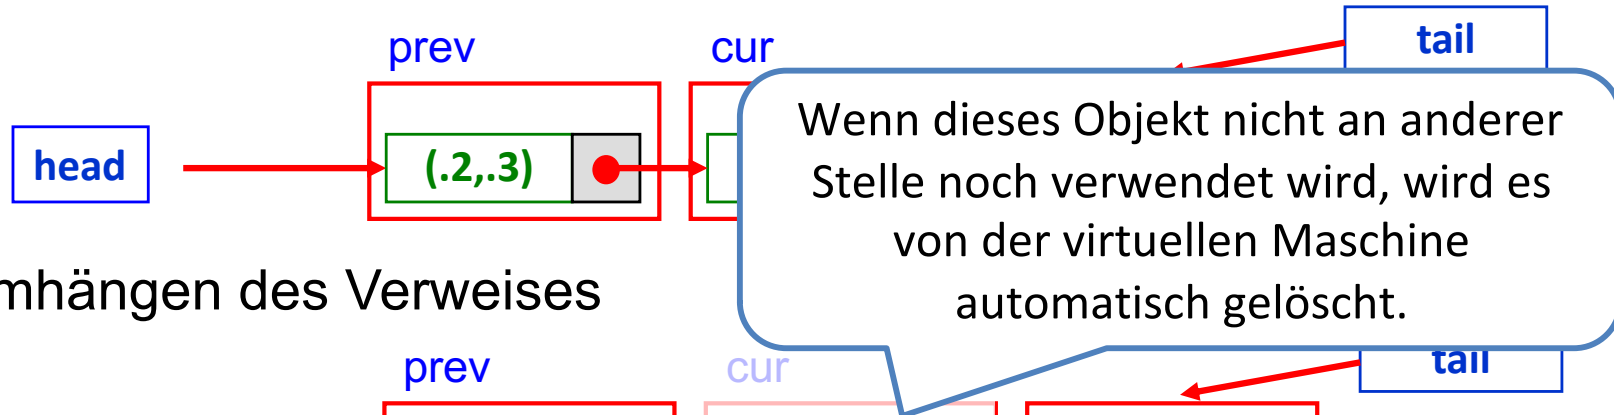 prev
cur
tail
head
(.2,.3)
Wenn dieses Objekt nicht an anderer
Stelle noch verwendet wird, wird es
von der virtuellen Maschine
automatisch gelöscht.
mhängen des Verweises
prev
cur
tail